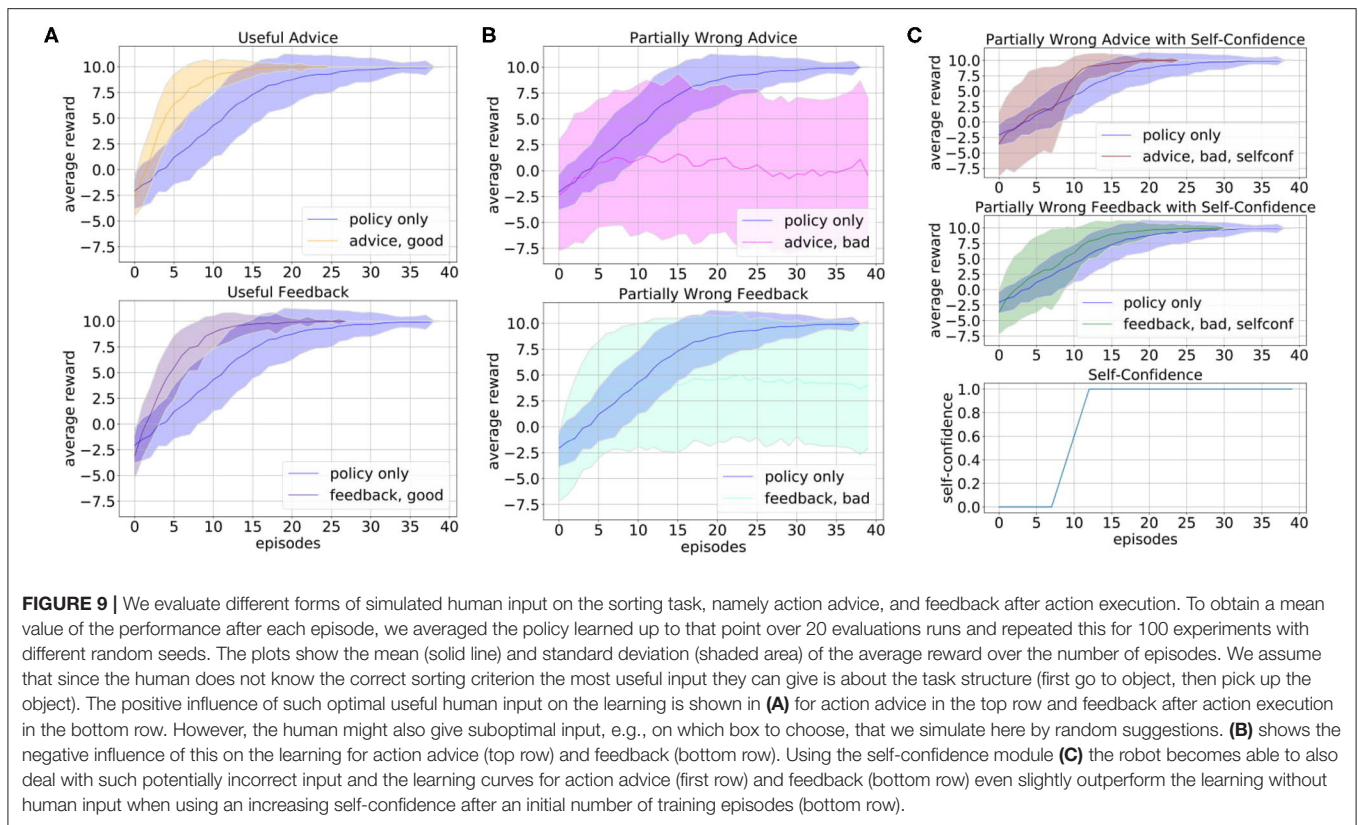 A
Useful Advice
average reward
10.0
7.5
5.0
2.5
0.0
−2.5
−5.0
−7.5
policy only
advice, good
0 5 10 15 20 25 30 35 40
Useful Feedback
average reward
10.0
7.5
5.0
2.5
0.0
−2.5
−5.0
−7.5
policy only
feedback, good
0 5 10 15 20 25 30 35 40
episodes
B
Partially Wrong Advice
average reward
10.0
7.5
5.0
2.5
0.0
−2.5
−5.0
−7.5
policy only
advice, bad
0 5 10 15 20 25 30 35 40
Partially Wrong Feedback
average reward
10.0
7.5
5.0
2.5
0.0
−2.5
−5.0
−7.5
policy only
feedback, bad
0 5 10 15 20 25 30 35 40
episodes
C
Partially Wrong Advice with Self-Confidence
average reward
10.0
7.5
5.0
2.5
0.0
−2.5
−5.0
−7.5
policy only
advice, bad, selfconf
0 5 10 15 20 25 30 35 40
Partially Wrong Feedback with Self-Confidence
average reward
10.0
7.5
5.0
2.5
0.0
−2.5
−5.0
−7.5
policy only
feedback, bad, selfconf
0 5 10 15 20 25 30 35 40
Self-Confidence
self-confidence
1.0
0.8
0.6
0.4
0.2
0.0
0 5 10 15 20 25 30 35 40
episodes
FIGURE 9 | We evaluate different forms of simulated human input on the sorting task, namely action advice, and feedback after action execution. To obtain a mean
value of the performance after each episode, we averaged the policy learned up to that point over 20 evaluations runs and repeated this for 100 experiments with
different random seeds. The plots show the mean (solid line) and standard deviation (shaded area) of the average reward over the number of episodes. We assume
that since the human does not know the correct sorting criterion the most useful input they can give is about the task structure (first go to object, then pick up the
object). The positive influence of such optimal useful human input on the learning is shown in (A) for action advice in the top row and feedback after action execution
in the bottom row. However, the human might also give suboptimal input, e.g., on which box to choose, that we simulate here by random suggestions. (B) shows the
negative influence of this on the learning for action advice (top row) and feedback (bottom row). Using the self-confidence module (C) the robot becomes able to also
deal with such potentially incorrect input and the learning curves for action advice (first row) and feedback (bottom row) even slightly outperform the learning without
human input when using an increasing self-confidence after an initial number of training episodes (bottom row).